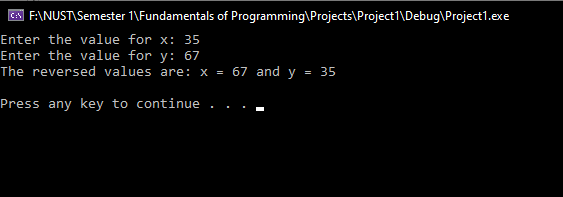 F:\NUST\Semester 1\Fundamentals of Programming\Projects\Project1\Debug\Project1.exe
Enter the value for x: 35
Enter the value for y: 67
The reversed values are: x = 67 and y = 35
Press any key to continue . . .